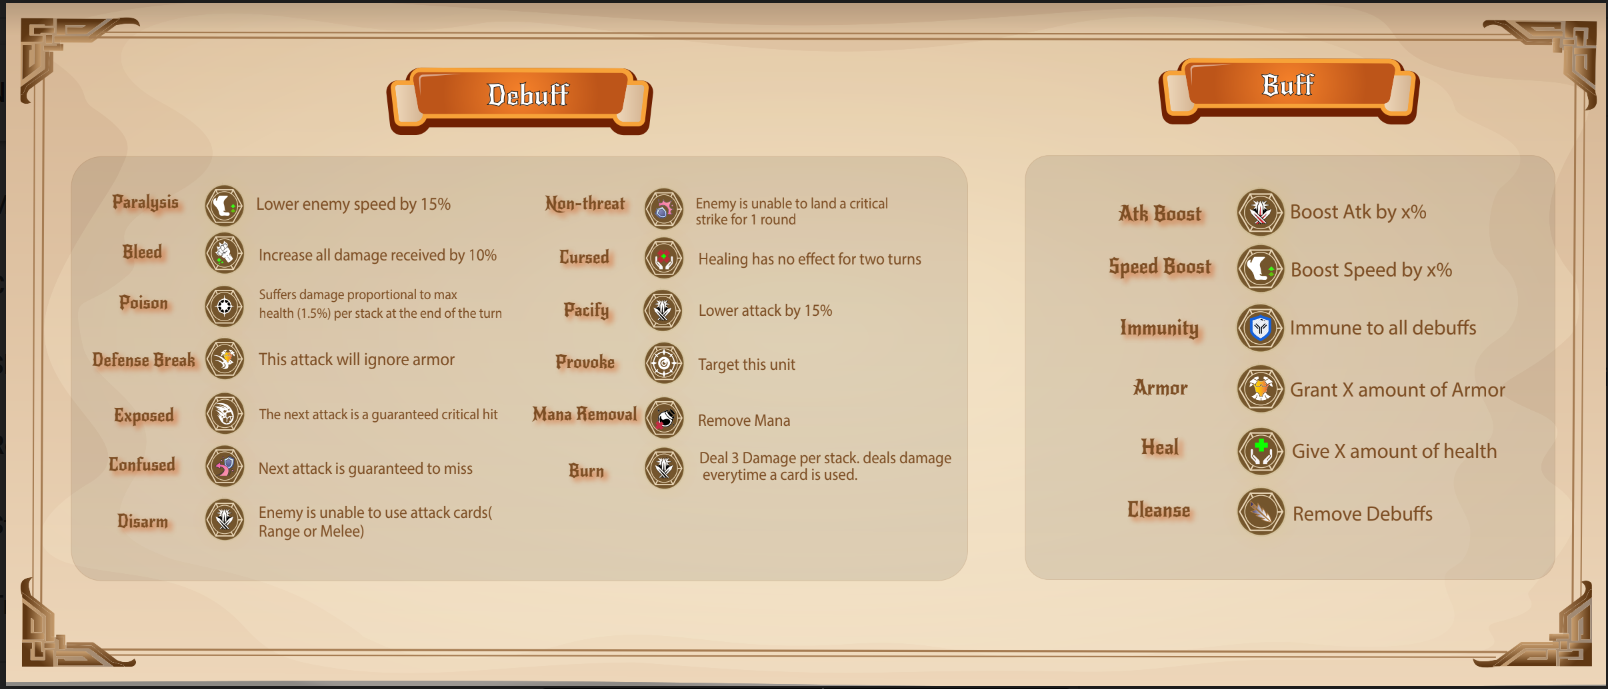 Debuff
Paralysis
Lower enemy speed by 15%
Bleed
Increase all damage received by 10%
Poison
Suffers damage proportional to max
health (1.5%) per stack at the end of the turn
Defense Break
This attack will ignore armor
Exposed
The next attack is a guaranteed critical hit
Confused
Next attack is guaranteed to miss
Disarm
Enemy is unable to use attack cards(
Range or Melee)
Non-threat
Enemy is unable to land a critical
strike for 1 round
Cursed
Healing has no effect for two turns
Pacify
Lower attack by 15%
Provoke
Target this unit
Mana Removal
Remove Mana
Burn
Deal 3 Damage per stack. deals damage
everytime a card is used.
Buff
Atk Boost
Boost Atk by x%
Speed Boost
Boost Speed by x%
Immunity
Immune to all debuffs
Armor
Grant X amount of Armor
Heal
Give X amount of health
Cleanse
Remove Debuffs